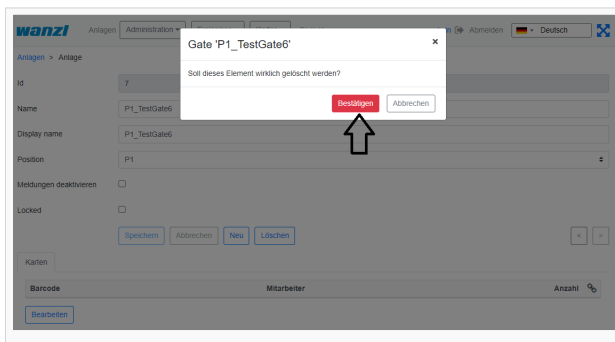 wanzl Anlagen Administration Abmelden Deutsch
Gate 'P1_TestGate6' ×
Anlagen > Anlage
Soll dieses Element wirklich gelöscht werden?
Id 7
Bestätigen Abbrechen
Name P1_TestGate6
Display name P1_TestGate6
Position P1
Meldungen deaktivieren
Locked
Speichern Abbrechen Neu Löschen < >
Karten
Barcode Mitarbeiter Anzahl
Bearbeiten